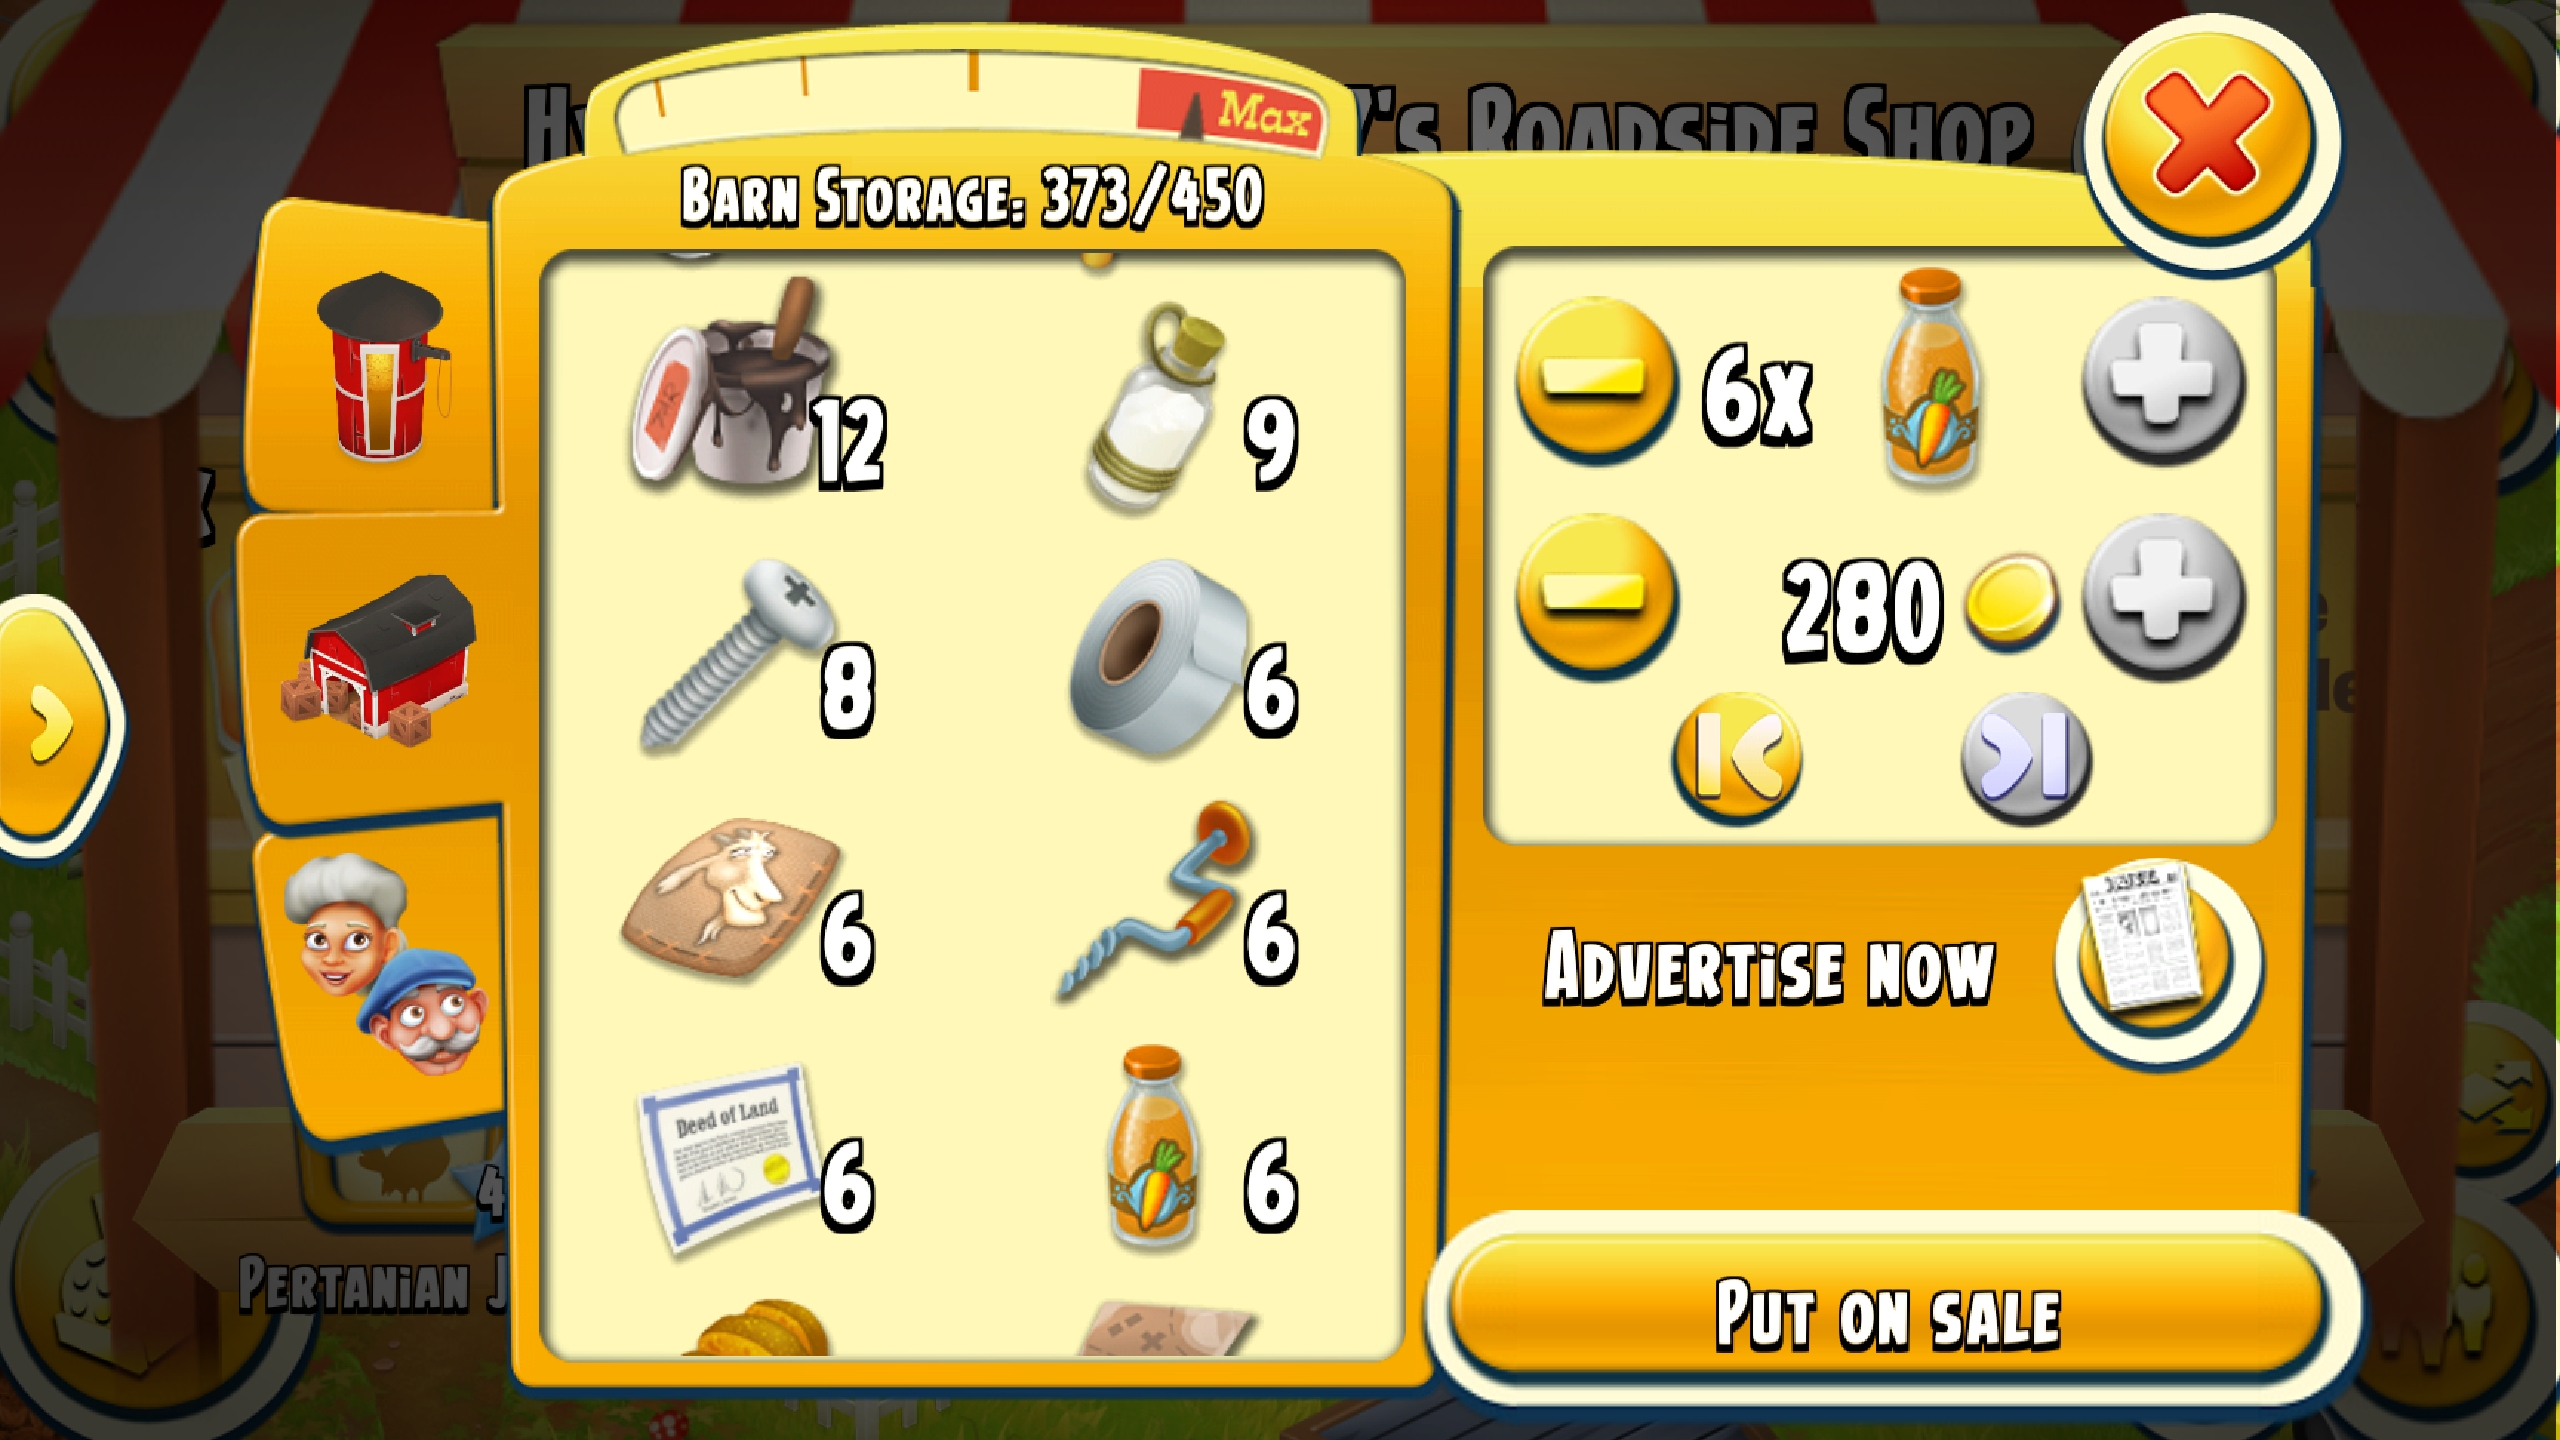 's Roadside Shop
Max
Barn Storage: 373/450
12
9
8
6
6
6
Deed of Land
6
6
6x
280
Advertise now
Put on sale
4
Pertanian J